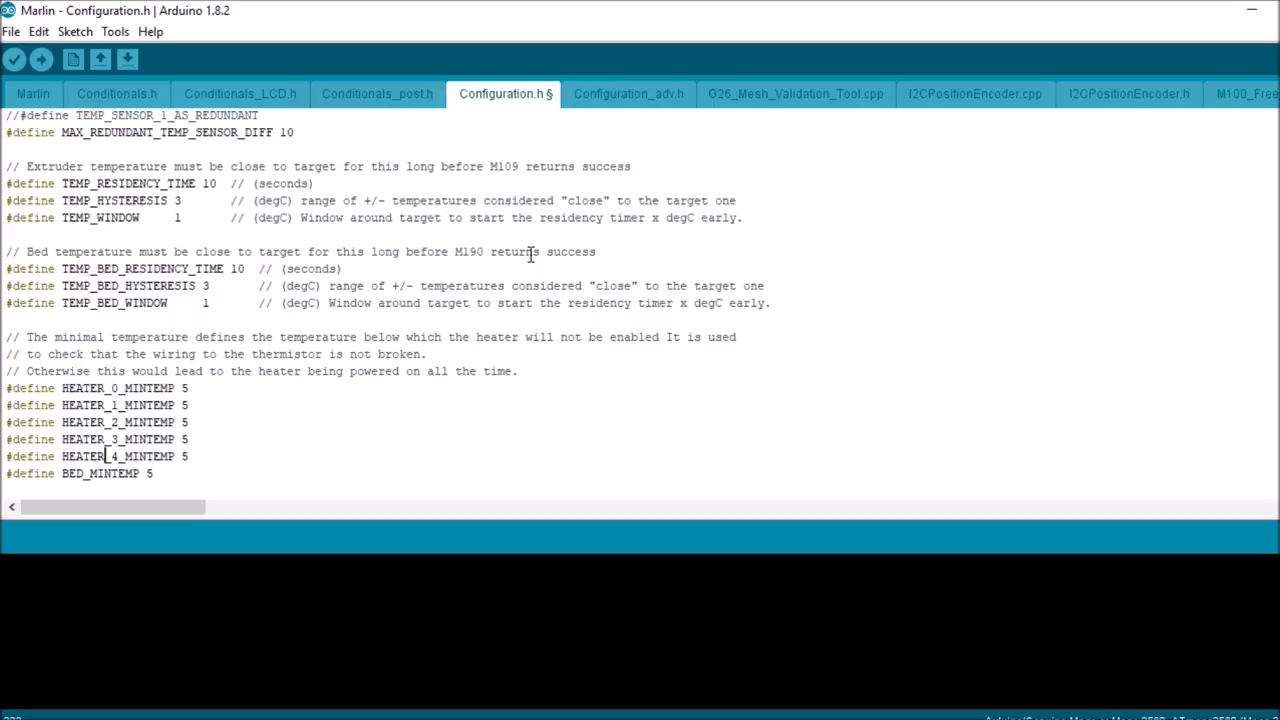 Marlin - Configuration.h | Arduino 1.8.2
File Edit Sketch Tools Help
Marlin Conditionals.h Conditionals_LCD.h Conditionals_post.h Configuration.h § Configuration_adv.h G26_Mesh_Validation_Tool.cpp I2CPositionEncoder.cpp I2CPositionEncoder.h M100_Free
//#define TEMP_SENSOR_1_AS_REDUNDANT
#define MAX_REDUNDANT_TEMP_SENSOR_DIFF 10
// Extruder temperature must be close to target for this long before M109 returns success
#define TEMP_RESIDENCY_TIME 10 // (seconds)
#define TEMP_HYSTERESIS 3 // (degC) range of +/- temperatures considered "close" to the target one
#define TEMP_WINDOW 1 // (degC) Window around target to start the residency timer x degC early.
// Bed temperature must be close to target for this long before M190 returns success
#define TEMP_BED_RESIDENCY_TIME 10 // (seconds)
#define TEMP_BED_HYSTERESIS 3 // (degC) range of +/- temperatures considered "close" to the target one
#define TEMP_BED_WINDOW 1 // (degC) Window around target to start the residency timer x degC early.
// The minimal temperature defines the temperature below which the heater will not be enabled It is used
// to check that the wiring to the thermistor is not broken.
// Otherwise this would lead to the heater being powered on all the time.
#define HEATER_0_MINTEMP 5
#define HEATER_1_MINTEMP 5
#define HEATER_2_MINTEMP 5
#define HEATER_3_MINTEMP 5
#define HEATER_4_MINTEMP 5
#define BED_MINTEMP 5